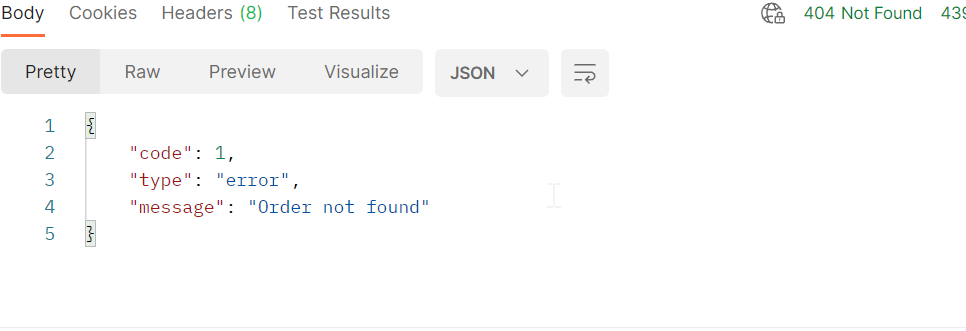 Body Cookies Headers (8) Test Results 404 Not Found 439
Pretty Raw Preview Visualize JSON
1 {
2 "code": 1,
3 "type": "error",
4 "message": "Order not found"
5 }